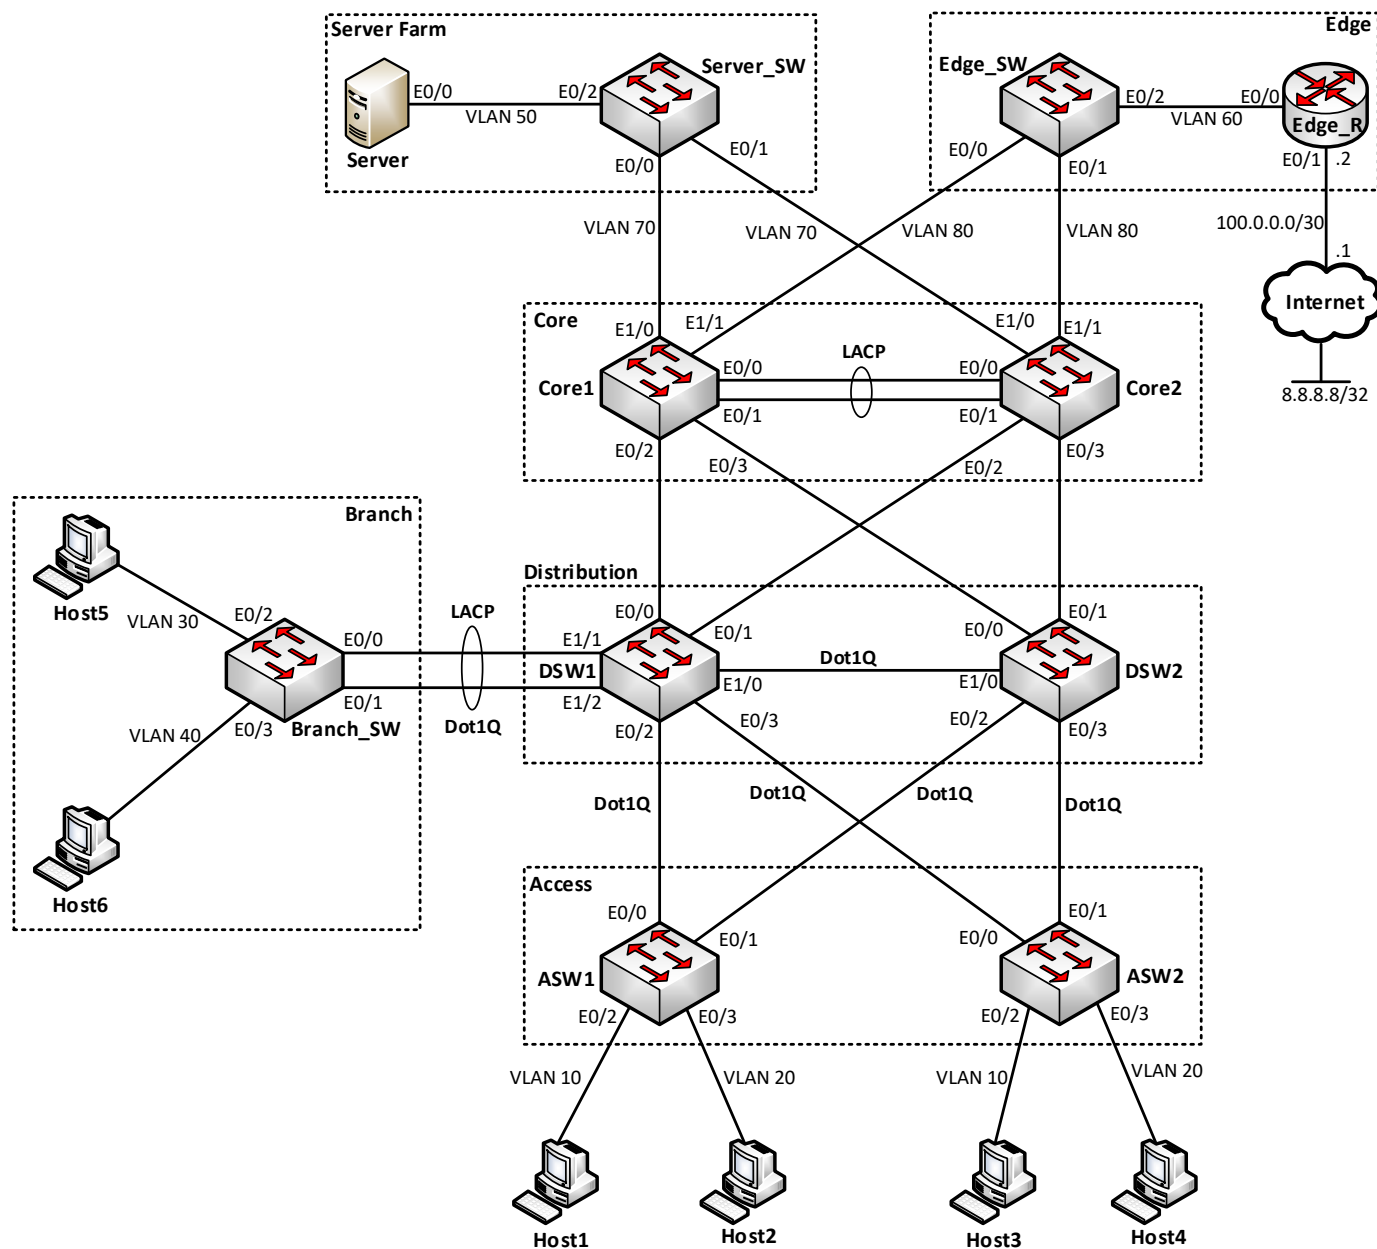 Server Farm
Edge
Server_SW
Edge_SW
E0/0
E0/2
VLAN 50
E0/2
E0/0
VLAN 60
Edge_R
Server
E0/0
E0/1
E0/0
E0/1
E0/1
.2
VLAN 70
VLAN 70
VLAN 80
VLAN 80
100.0.0.0/30
.1
Internet
8.8.8.8/32
Core
E1/0
E1/1
E1/0
E1/1
LACP
E0/0
E0/0
Core1
Core2
E0/1
E0/1
E0/2
E0/3
E0/2
E0/3
Branch
Host5
VLAN 30
E0/2
E0/0
E0/1
E0/3
Branch_SW
VLAN 40
Host6
LACP
Dot1Q
Distribution
E0/0
E0/1
E0/0
E0/1
E1/1
DSW1
E1/2
Dot1Q
E1/0
E1/0
DSW2
E0/2
E0/3
E0/2
E0/3
Dot1Q
Dot1Q
Dot1Q
Dot1Q
Access
E0/0
E0/1
E0/0
E0/1
ASW1
ASW2
E0/2
E0/3
E0/2
E0/3
VLAN 10
VLAN 20
VLAN 10
VLAN 20
Host1
Host2
Host3
Host4